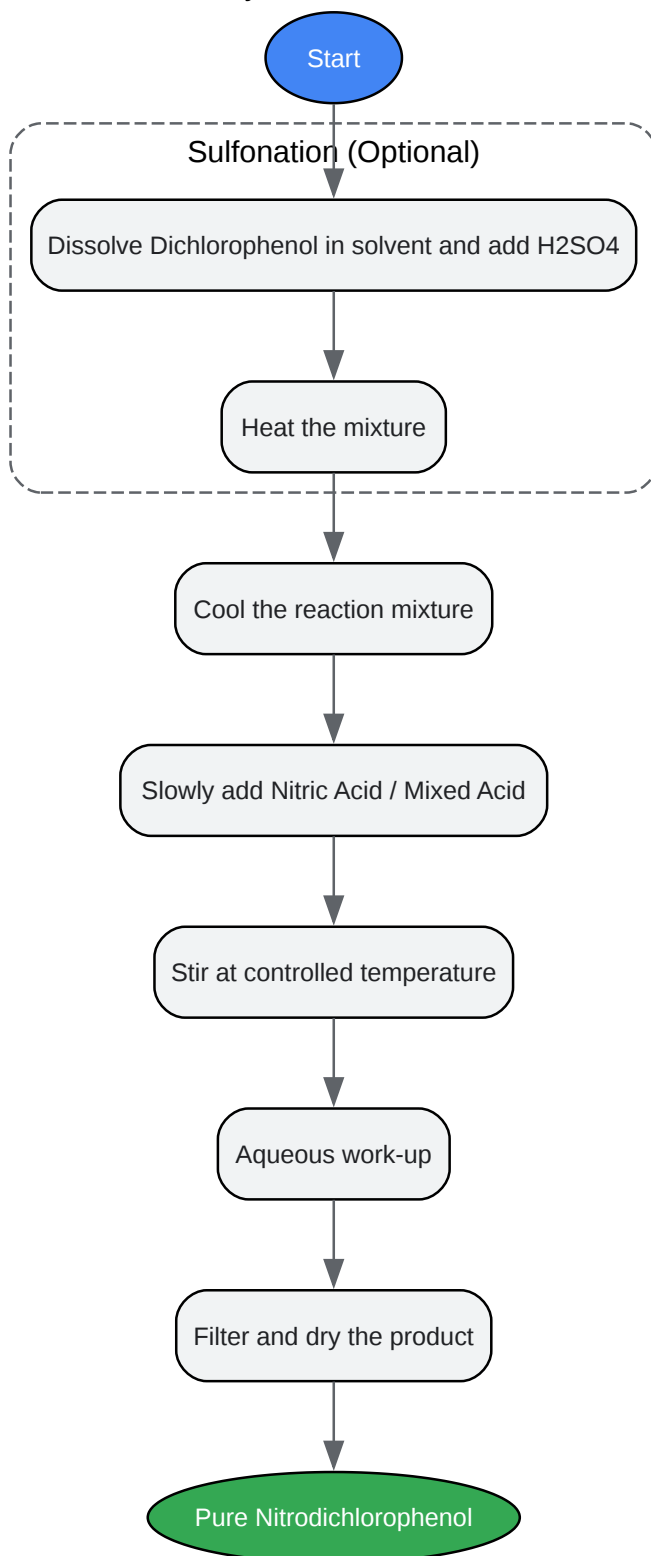 Start
Sulfonation (Optional)
Dissolve Dichlorophenol in solvent and add H2SO4
Heat the mixture
Cool the reaction mixture
Slowly add Nitric Acid / Mixed Acid
Stir at controlled temperature
Aqueous work-up
Filter and dry the product
Pure Nitrodichlorophenol